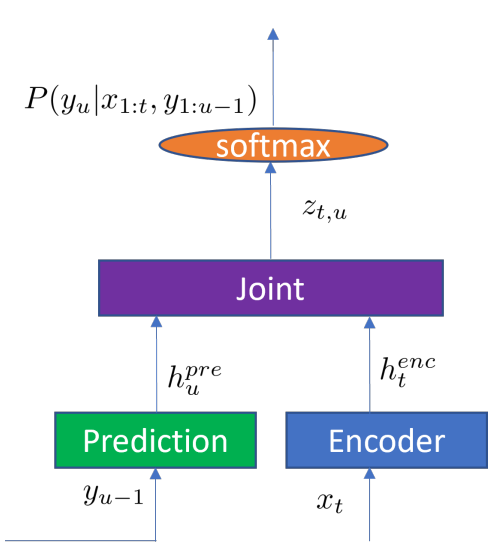 P(y_u|x_{1:t}, y_{1:u−1})
softmax
z_{t,u}
Joint
h_u^{pre} h_t^{enc}
Prediction Encoder
y_{u−1} x_t